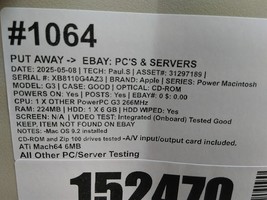 #1064
PUT AWAY -> EBAY: PC'S & SERVERS
DATE: 2025-05-08 | TECH: Paul.S | ASSET#: 31297189 |
SERIAL #: XB8110G4AZ3 | BRAND: Apple | SERIES: Power Macintosh
MODEL: G3 | CASE: GOOD | OPTICAL: CD-ROM
POWERS ON: YES | POSTS: Yes | EBAY# 0 $: 0.00
CPU: 1 X OTHER PowerPC G3 266MHz
RAM: 224MB | HDD: 1 X 6 GB | HDD WIPED: Yes
SCREEN: N/A | VIDEO TEST: Integrated (Onboard) Tested Good
KEEP, ITEM NOT FOUND ON EBAY
NOTES: -Mac OS 9.2 installed
CD-ROM and Zip 100 drives tested -A/V input/output card included.
ATi Mach64 6MB
All Other PC/Server Testing
152470